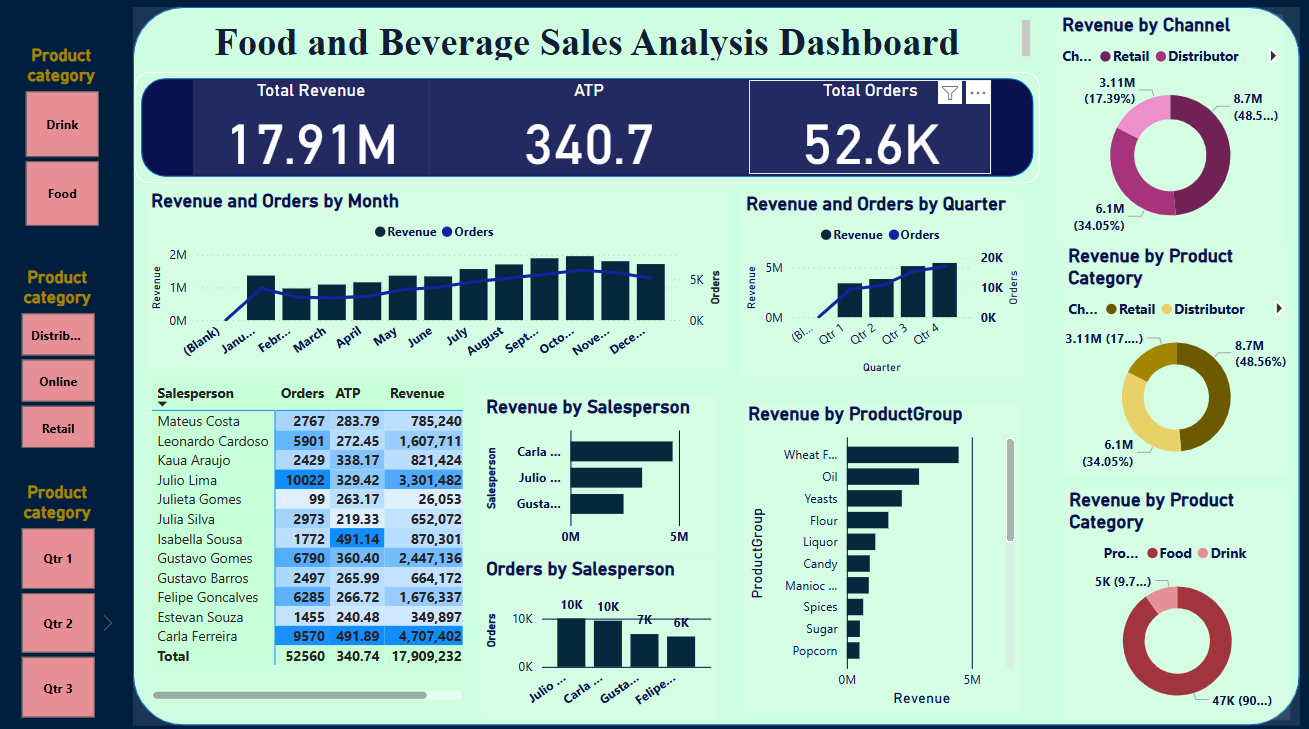 Product
category
Drink
Food
Product
category
Distrib...
Online
Retail
Product
category
Qtr 1
Qtr 2
Qtr 3
Food and Beverage Sales Analysis Dashboard
Total Revenue
17.91M
ATP
340.7
Total Orders
52.6K
Revenue and Orders by Month
Revenue Orders
Revenue
2M
1M
0M
Orders
5K
0K
(Blank) Janu... Febr... March April May June July August Sept... Octo... Nove... Dece...
Revenue and Orders by Quarter
Revenue Orders
Revenue
5M
0M
Orders
20K
10K
0K
(Bl... Qtr 1 Qtr 2 Qtr 3 Qtr 4
Quarter
Salesperson Orders ATP Revenue
Mateus Costa 2767 283.79 785,240
Leonardo Cardoso 5901 272.45 1,607,711
Kaua Araujo 2429 338.17 821,424
Julio Lima 10022 329.42 3,301,482
Julieta Gomes 99 263.17 26,053
Julia Silva 2973 219.33 652,072
Isabella Sousa 1772 491.14 870,301
Gustavo Gomes 6790 360.40 2,447,136
Gustavo Barros 2497 265.99 664,172
Felipe Goncalves 6285 266.72 1,676,337
Estevan Souza 1455 240.48 349,897
Carla Ferreira 9570 491.89 4,707,402
Total 52560 340.74 17,909,232
Revenue by Salesperson
Salesperson
Carla ...
Julio ...
Gusta...
0M 5M
Orders by Salesperson
Orders
10K
0K
10K 10K 7K 6K
Julio ... Carla ... Gusta... Felipe...
Revenue by ProductGroup
ProductGroup
Wheat F...
Oil
Yeasts
Flour
Liquor
Candy
Manioc ...
Spices
Sugar
Popcorn
0M 5M
Revenue
Revenue by Channel
Ch... Retail Distributor
3.11M
(17.39%)
8.7M
(48.5...)
6.1M
(34.05%)
Revenue by Product
Category
Ch... Retail Distributor
3.11M (17....)
8.7M
(48.56%)
6.1M
(34.05%)
Revenue by Product
Category
Pro... Food Drink
5K (9.7...)
47K (90...)